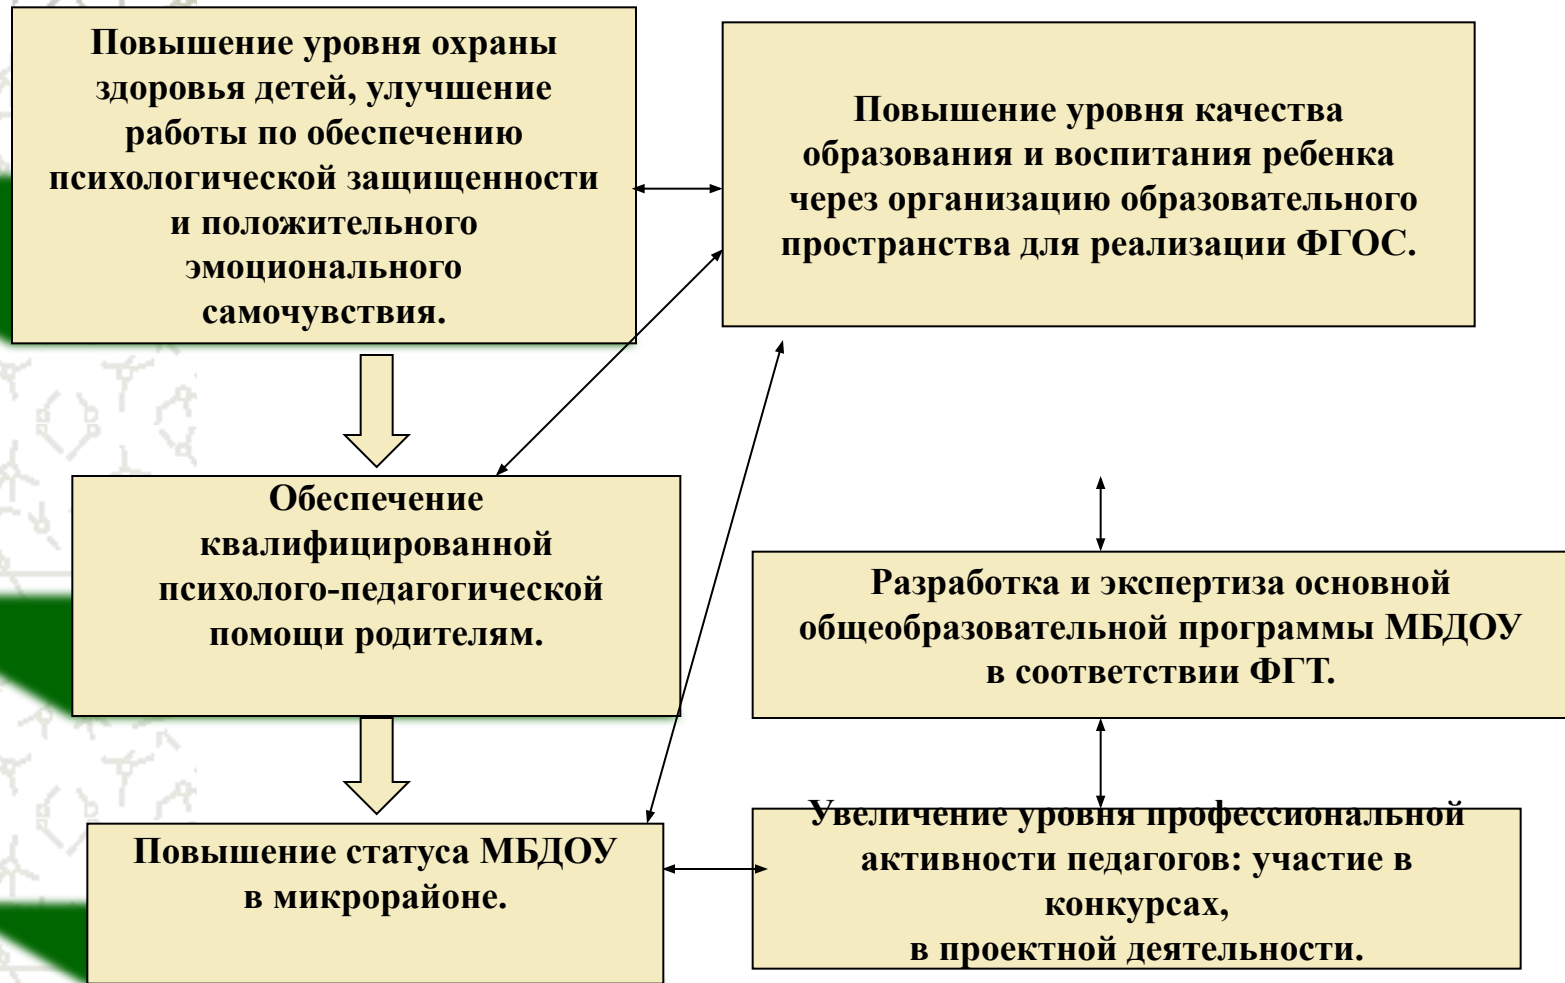 Повышение уровня охраны
здоровья детей, улучшение
работы по обеспечению
психологической защищенности
и положительного
эмоционального
самочувствия.
Повышение уровня качества
образования и воспитания ребенка
через организацию образовательного
пространства для реализации ФГОС.
Обеспечение
квалифицированной
психолого-педагогической
помощи родителям.
Разработка и экспертиза основной
общеобразовательной программы МБДОУ
в соответствии ФГТ.
Повышение статуса МБДОУ
в микрорайоне.
Увеличение уровня профессиональной
активности педагогов: участие в
конкурсах,
в проектной деятельности.